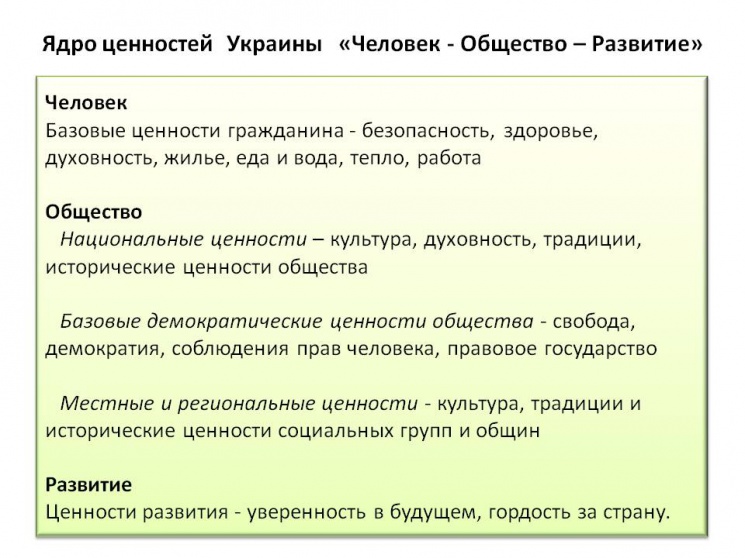 Ядро ценностей Украины «Человек - Общество – Развитие»
Человек
Базовые ценности гражданина - безопасность, здоровье,
духовность, жилье, еда и вода, тепло, работа
Общество
Национальные ценности – культура, духовность, традиции,
исторические ценности общества
Базовые демократические ценности общества - свобода,
демократия, соблюдения прав человека, правовое государство
Местные и региональные ценности - культура, традиции и
исторические ценности социальных групп и общин
Развитие
Ценности развития - уверенность в будущем, гордость за страну.